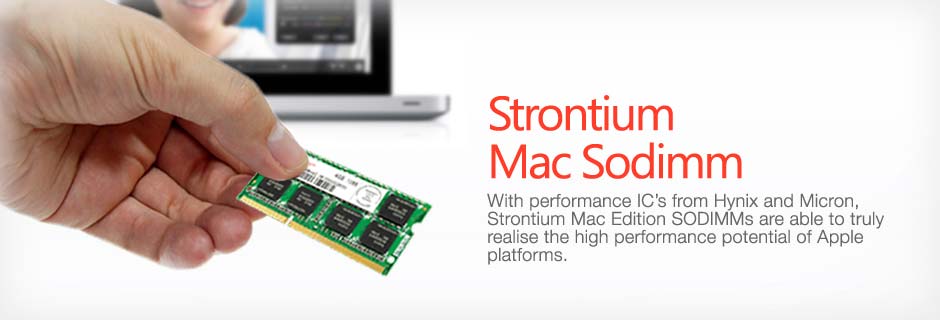 Strontium
Mac Sodimm
With performance IC's from Hynix and Micron,
Strontium Mac Edition SODIMMs are able to truly
realise the high performance potential of Apple
platforms.